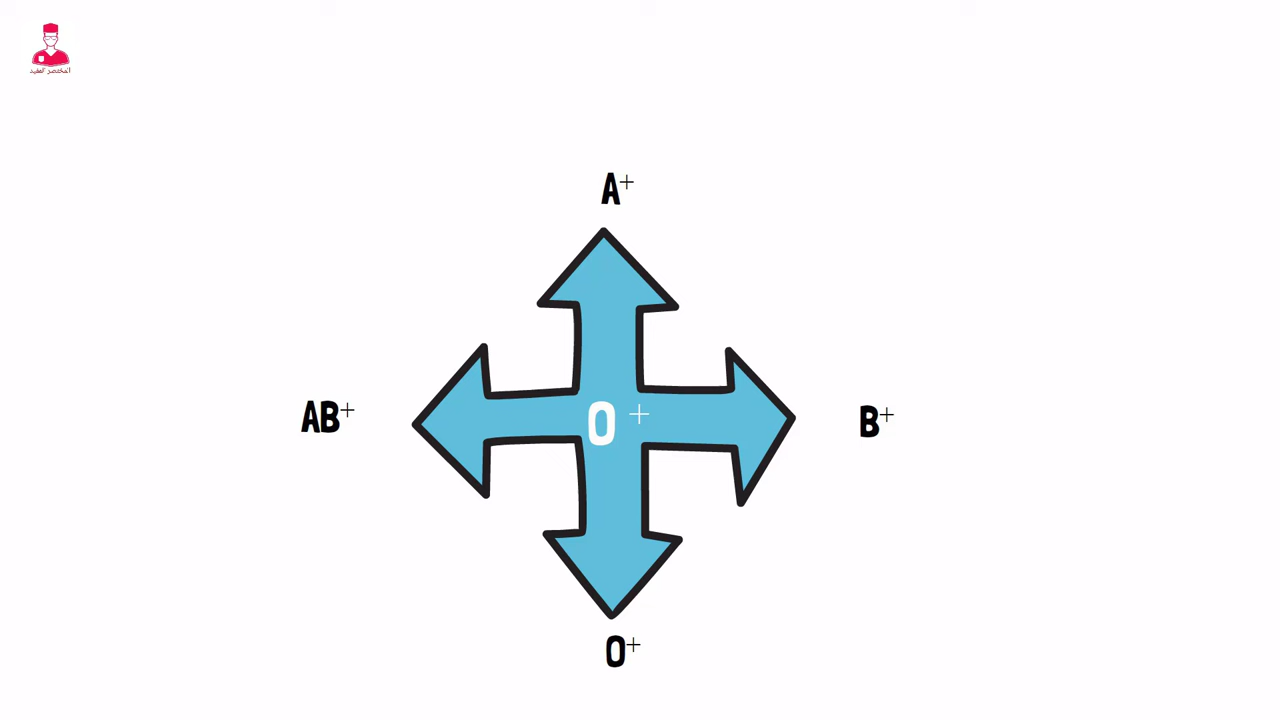 المختصر المفيد
A+
AB+
O +
B+
O+